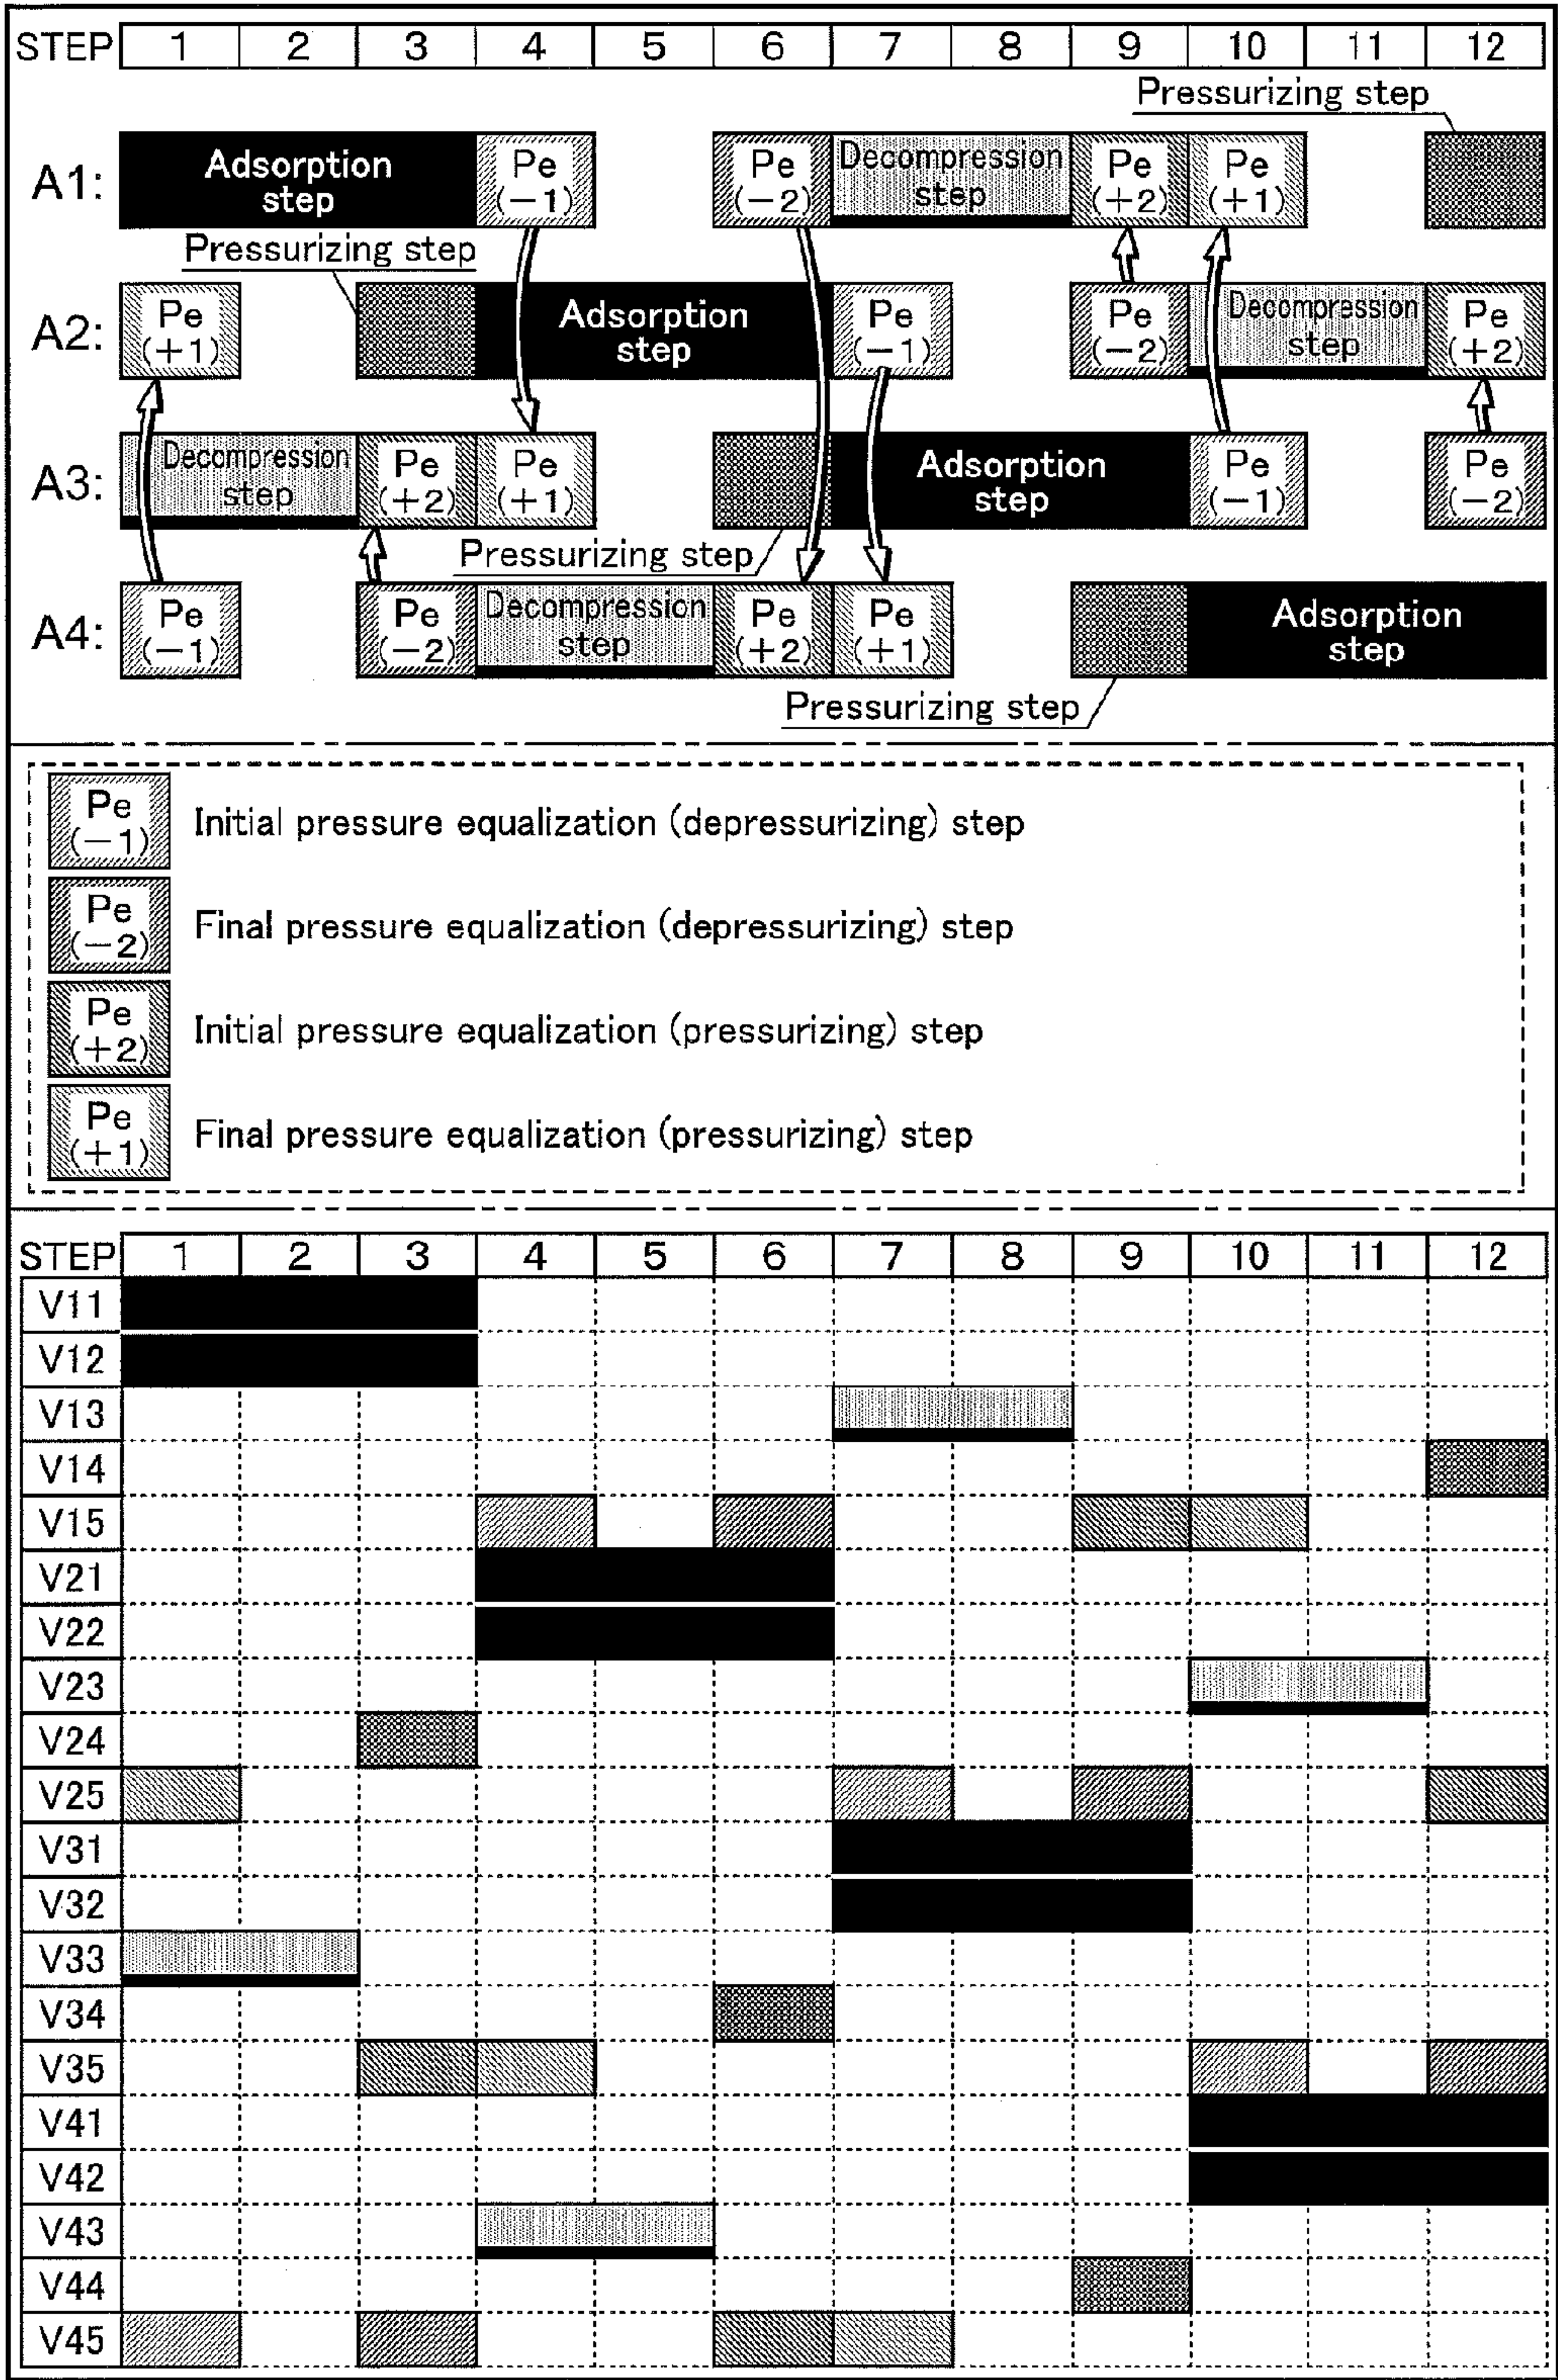 STEP 1 2 3 4 5 6 7 8 9 10 11 12
Pressurizing step
A1: Adsorption step Pe (−1) Pe (−2) Decompression step Pe (+2) Pe (+1)
Pressurizing step
A2: Pe (+1) Adsorption step Pe (−1) Pe (−2) Decompression step Pe (+2)
A3: Decompression step Pe (+2) Pe (+1) Adsorption step Pe (−1) Pe (−2)
Pressurizing step
A4: Pe (−1) Pe (−2) Decompression step Pe (+2) Pe (+1) Adsorption step
Pressurizing step
Pe (−1) Initial pressure equalization (depressurizing) step
Pe (−2) Final pressure equalization (depressurizing) step
Pe (+2) Initial pressure equalization (pressurizing) step
Pe (+1) Final pressure equalization (pressurizing) step
STEP 1 2 3 4 5 6 7 8 9 10 11 12
V11
V12
V13
V14
V15
V21
V22
V23
V24
V25
V31
V32
V33
V34
V35
V41
V42
V43
V44
V45